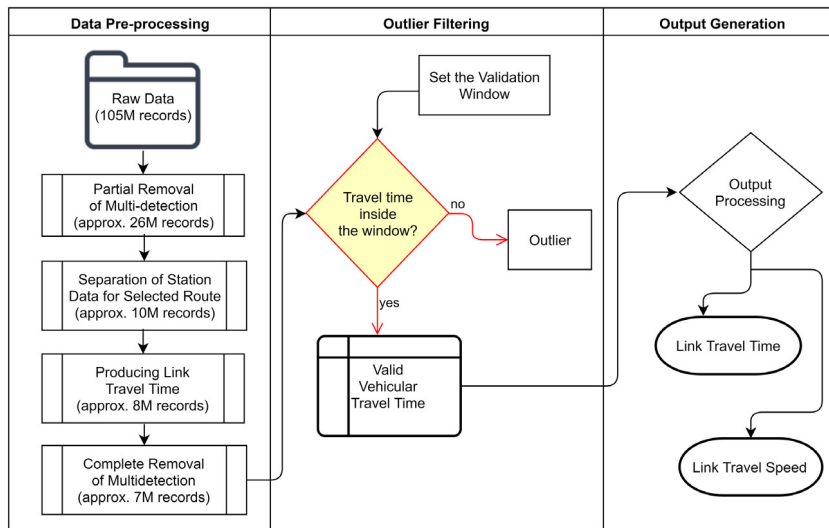 Data Pre-processing
Outlier Filtering
Output Generation
Raw Data
(105M records)
Partial Removal
of Multi-detection
(approx. 26M records)
Separation of Station
Data for Selected Route
(approx. 10M records)
Producing Link
Travel Time
(approx. 8M records)
Complete Removal
of Multidetection
(approx. 7M records)
Set the Validation
Window
Travel time
inside
the window?
no
Outlier
yes
Valid
Vehicular
Travel Time
Output
Processing
Link Travel Time
Link Travel Speed